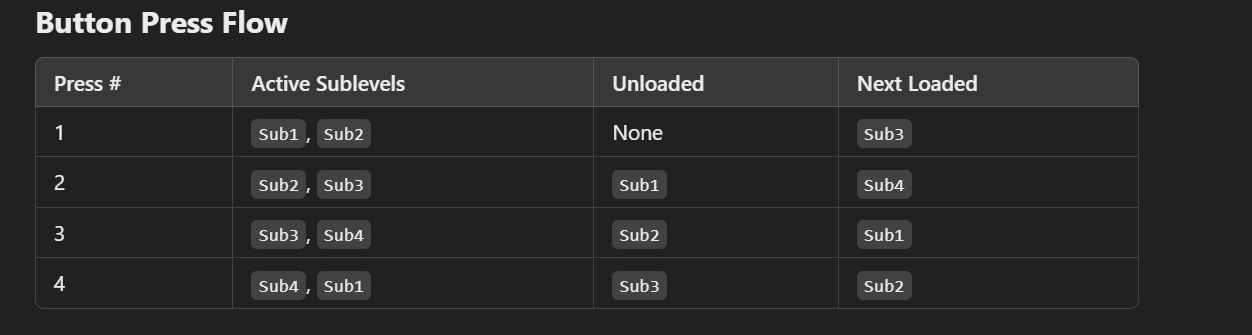 Button Press Flow
Press # Active Sublevels Unloaded Next Loaded
1 Sub1, Sub2 None Sub3
2 Sub2, Sub3 Sub1 Sub4
3 Sub3, Sub4 Sub2 Sub1
4 Sub4, Sub1 Sub3 Sub2